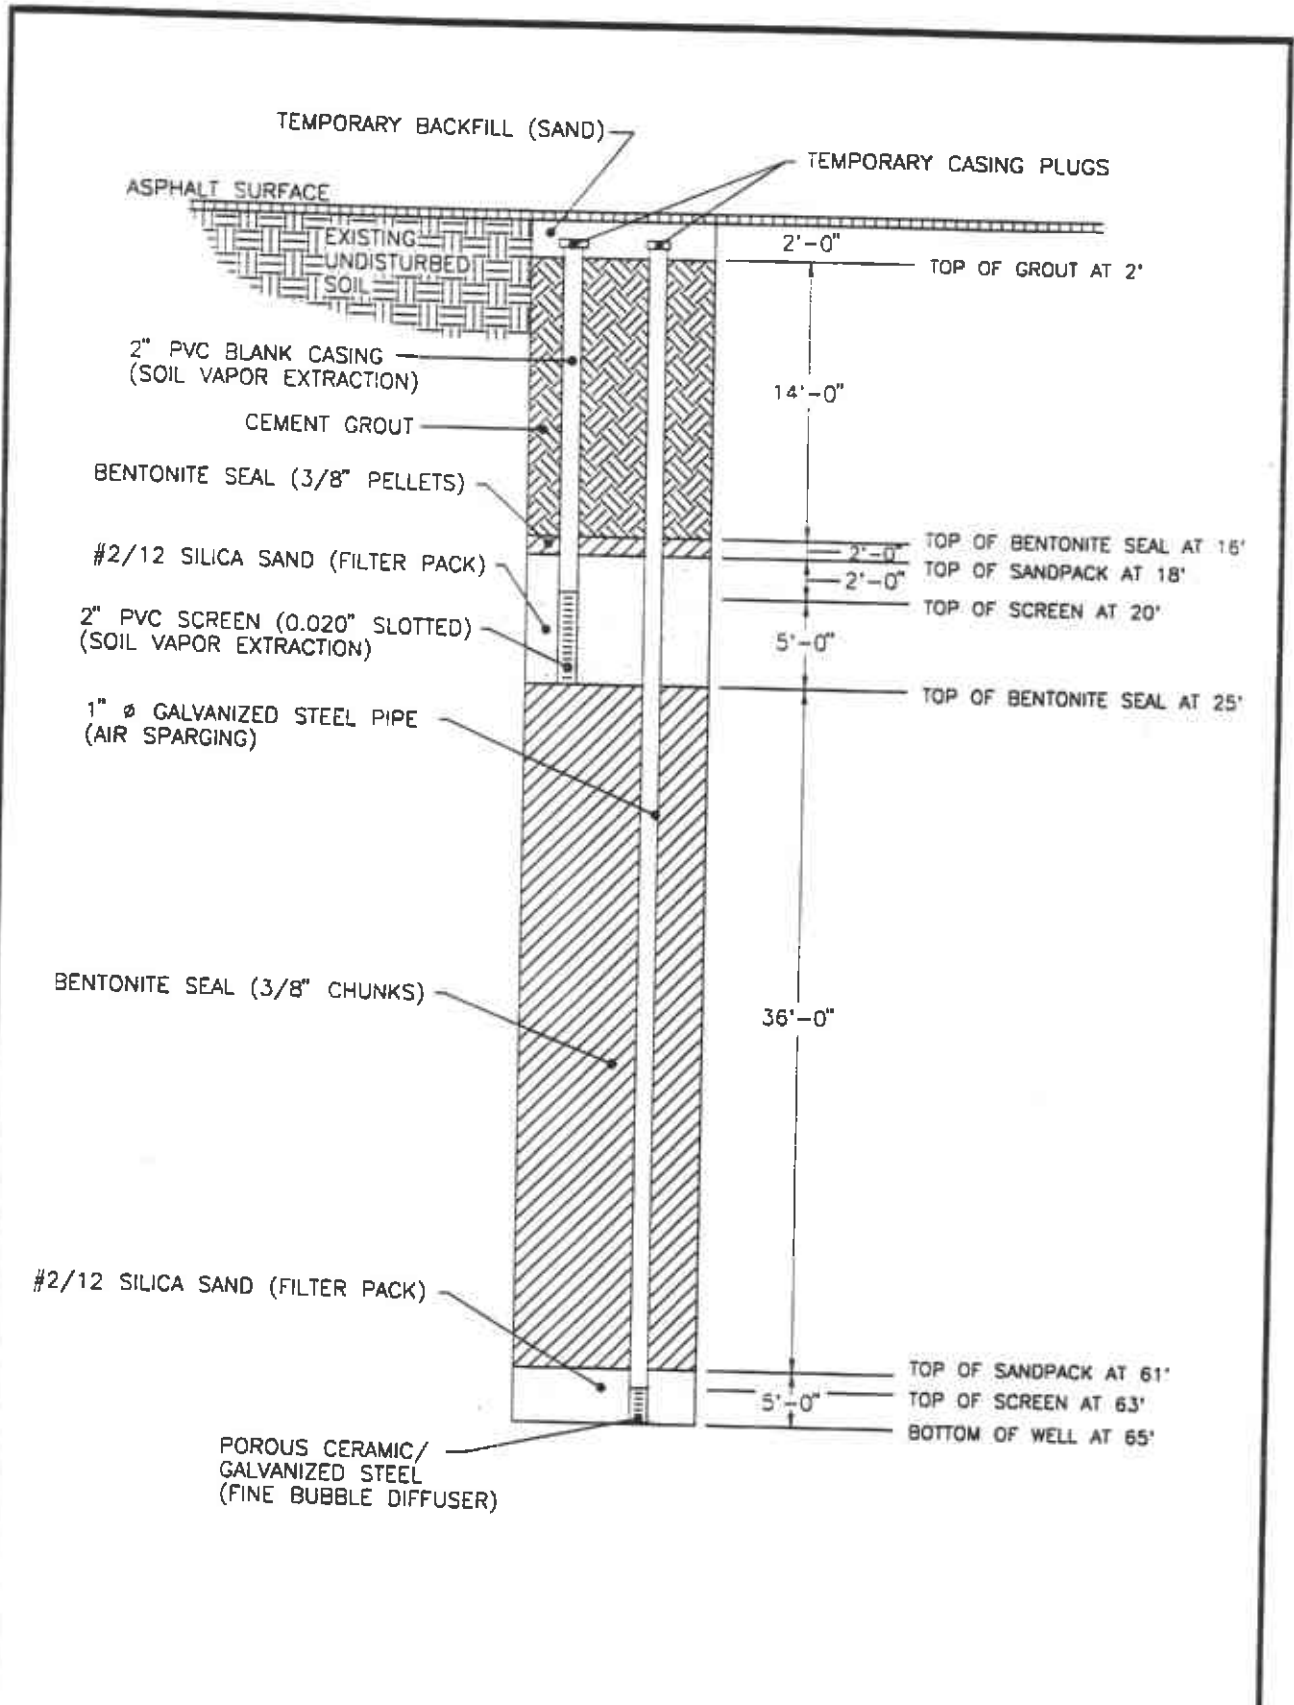 TEMPORARY BACKFILL (SAND)
TEMPORARY CASING PLUGS
ASPHALT SURFACE
EXISTING
UNDISTURBED
SOIL
2'-0"
TOP OF GROUT AT 2'
2" PVC BLANK CASING
(SOIL VAPOR EXTRACTION)
14'-0"
CEMENT GROUT
BENTONITE SEAL (3/8" PELLETS)
TOP OF BENTONITE SEAL AT 16'
2'-0"
#2/12 SILICA SAND (FILTER PACK)
TOP OF SANDPACK AT 18'
2'-0"
TOP OF SCREEN AT 20'
2" PVC SCREEN (0.020" SLOTTED)
(SOIL VAPOR EXTRACTION)
5'-0"
TOP OF BENTONITE SEAL AT 25'
1" ø GALVANIZED STEEL PIPE
(AIR SPARGING)
BENTONITE SEAL (3/8" CHUNKS)
36'-0"
#2/12 SILICA SAND (FILTER PACK)
TOP OF SANDPACK AT 61'
5'-0"
TOP OF SCREEN AT 63'
BOTTOM OF WELL AT 65'
POROUS CERAMIC/
GALVANIZED STEEL
(FINE BUBBLE DIFFUSER)